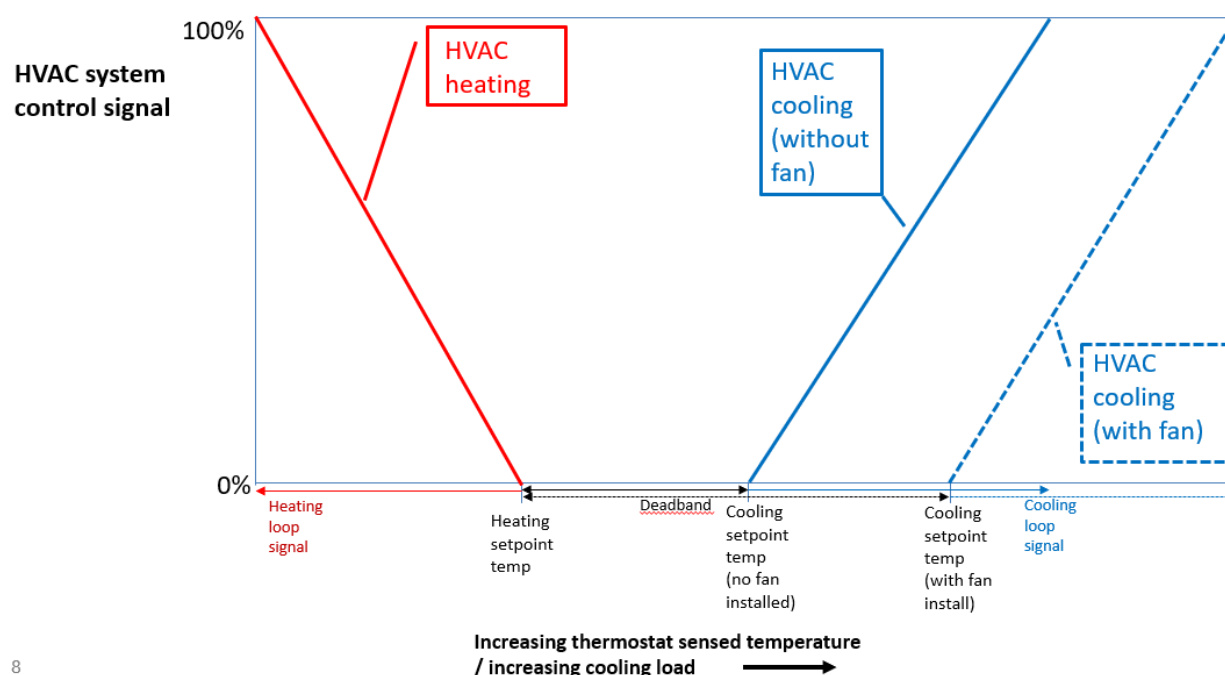 100%
HVAC system
control signal
HVAC
heating
HVAC
cooling
(without
fan)
HVAC
cooling
(with fan)
0%
Heating
loop
signal
Heating
setpoint
temp
Deadband
Cooling
setpoint
temp
(no fan
installed)
Cooling
setpoint
temp
(with fan
install)
Cooling
loop
signal
Increasing thermostat sensed temperature
/ increasing cooling load
8